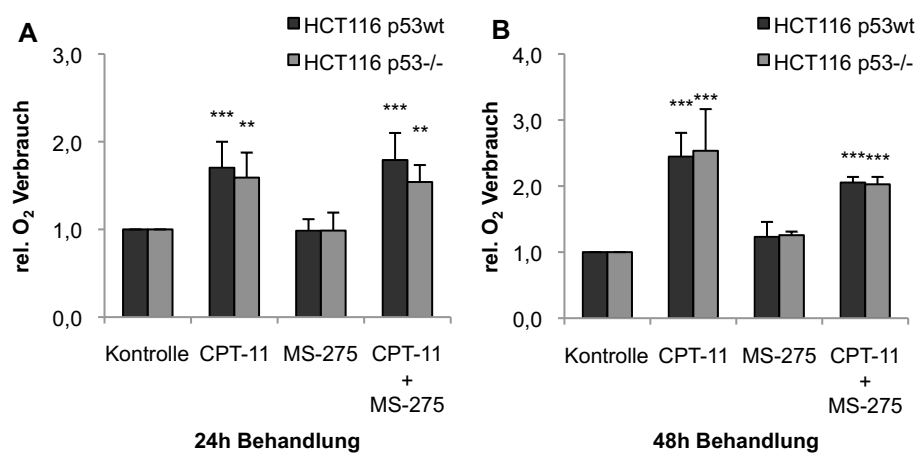 A
HCT116 p53wt
HCT116 p53-/-
rel. O₂ Verbrauch
3,0
2,0
1,0
0,0
*** ** *** **
Kontrolle CPT-11 MS-275 CPT-11
+
MS-275
24h Behandlung
B
HCT116 p53wt
HCT116 p53-/-
rel. O₂ Verbrauch
4,0
3,0
2,0
1,0
0,0
*** *** *** ***
Kontrolle CPT-11 MS-275 CPT-11
+
MS-275
48h Behandlung